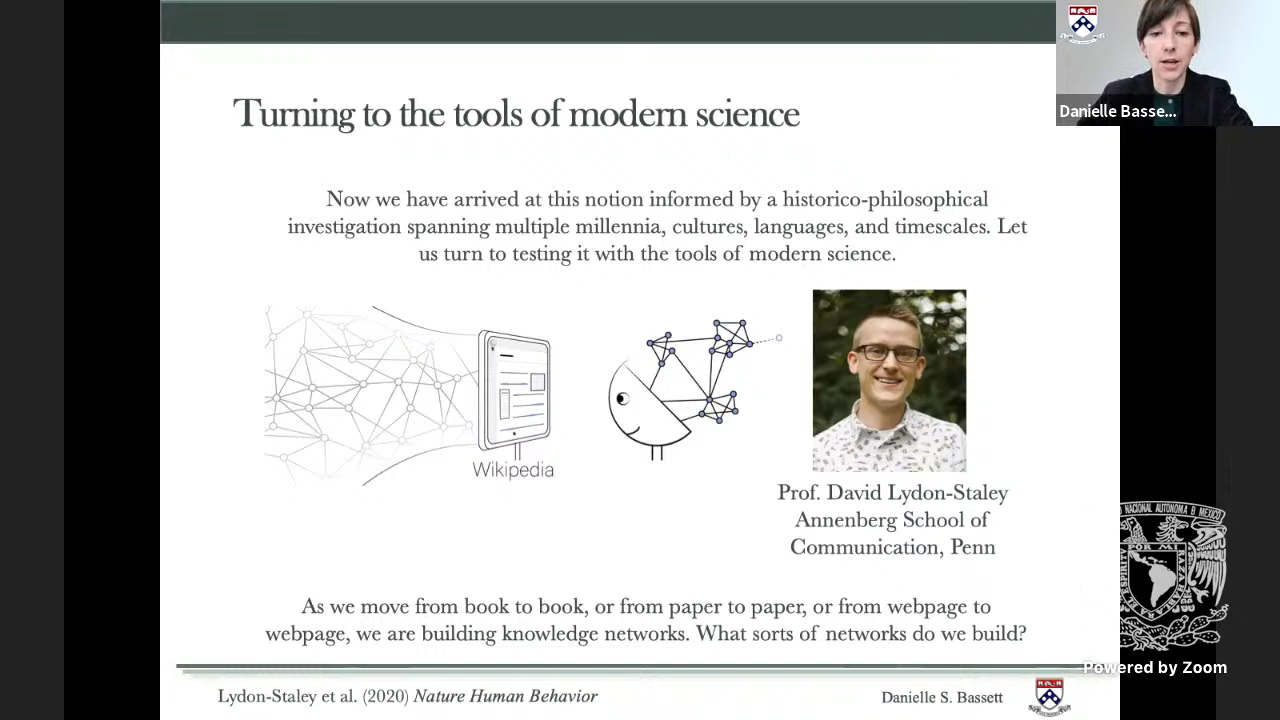 Turning to the tools of modern science
Danielle Basse...
Now we have arrived at this notion informed by a historico-philosophical
investigation spanning multiple millennia, cultures, languages, and timescales. Let
us turn to testing it with the tools of modern science.
Wikipedia
Prof. David Lydon-Staley
Annenberg School of
Communication, Penn
As we move from book to book, or from paper to paper, or from webpage to
webpage, we are building knowledge networks. What sorts of networks do we build?
Lydon-Staley et al. (2020) Nature Human Behavior
Danielle S. Bassett
NACIONAL AUTONOMA
POR MI
Powered by Zoom